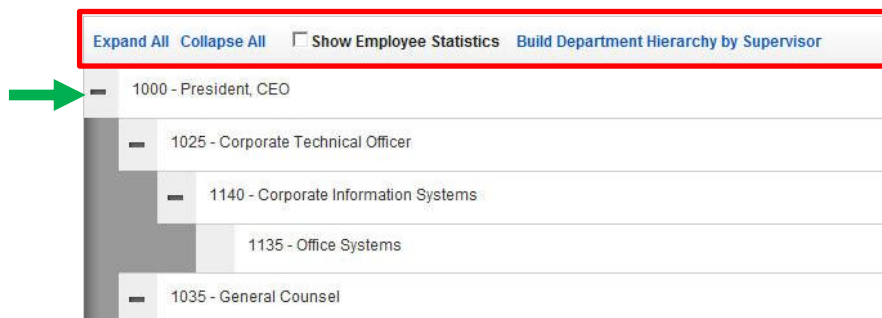 Expand All Collapse All Show Employee Statistics Build Department Hierarchy by Supervisor
1000 - President, CEO
1025 - Corporate Technical Officer
1140 - Corporate Information Systems
1135 - Office Systems
1035 - General Counsel